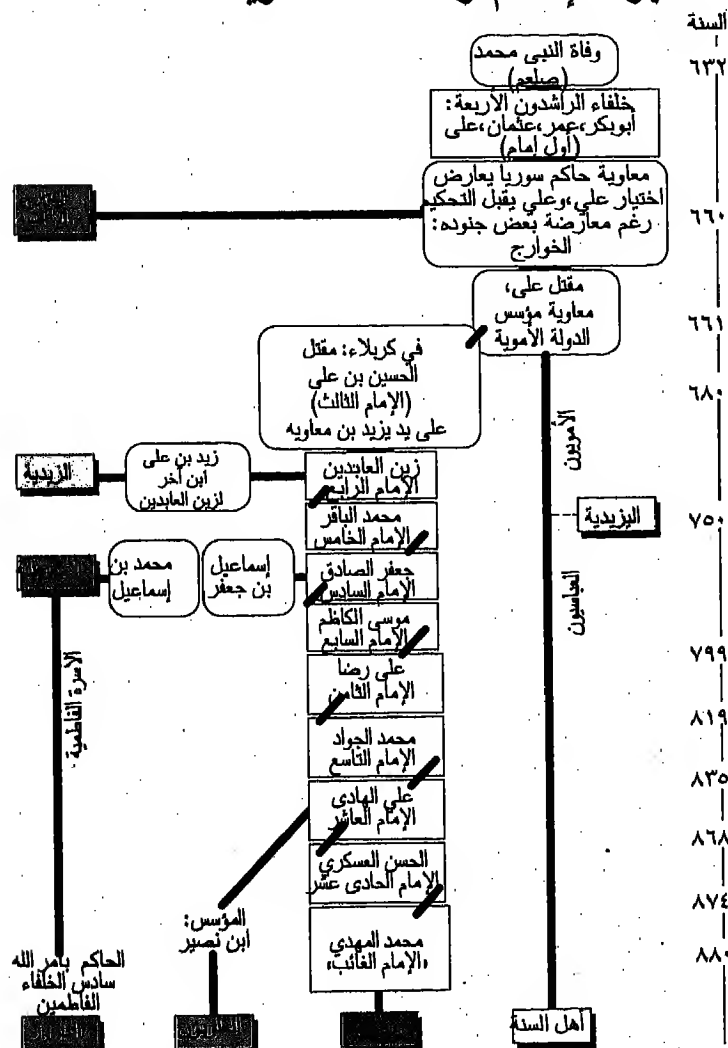 السنة
٦٣٢
وفاة النبى محمد
(صلعم)
خلفاء الراشدون الأربعة:
أبوبكر،عمر،عثمان،على
(أول إمام)
معاوية حاكم سوريا يعارض
اختيار علي،وعلي يقبل التحكيم
رغم معارضة بعض جنوده:
الخوارج
٦٦٠
مقتل على،
معاوية مؤسس
الدولة الأموية
٦٦١
في كربلاء: مقتل
الحسين بن على
(الإمام الثالث)
على يد يزيد بن معاويه
٦٨٠
الأمويون
زين العابدين
الإمام الرابع
زيد بن على
ابن أخر
لزين العابدين
الزيدية
محمد الباقر
الإمام الخامس
اليزيدية
٧٥٠
جعفر الصادق
الإمام السادس
إسماعيل
بن جعفر
محمد بن
إسماعيل
العباسيون
موسى الكاظم
الإمام السابع
٧٩٩
على رضا
الإمام الثامن
الاسرة الفاطمية
٨١٩
محمد الجواد
الإمام التاسع
٨٣٥
علي الهادى
الإمام العاشر
٨٦٨
الحسن العسكري
الإمام الحادى عشر
٨٧٤
محمد المهدي
«الإمام الغائب»
٨٨٠
المؤسس:
ابن نصير
الحاكم بامر الله
سادس الخلفاء
الفاطمين
أهل السنة